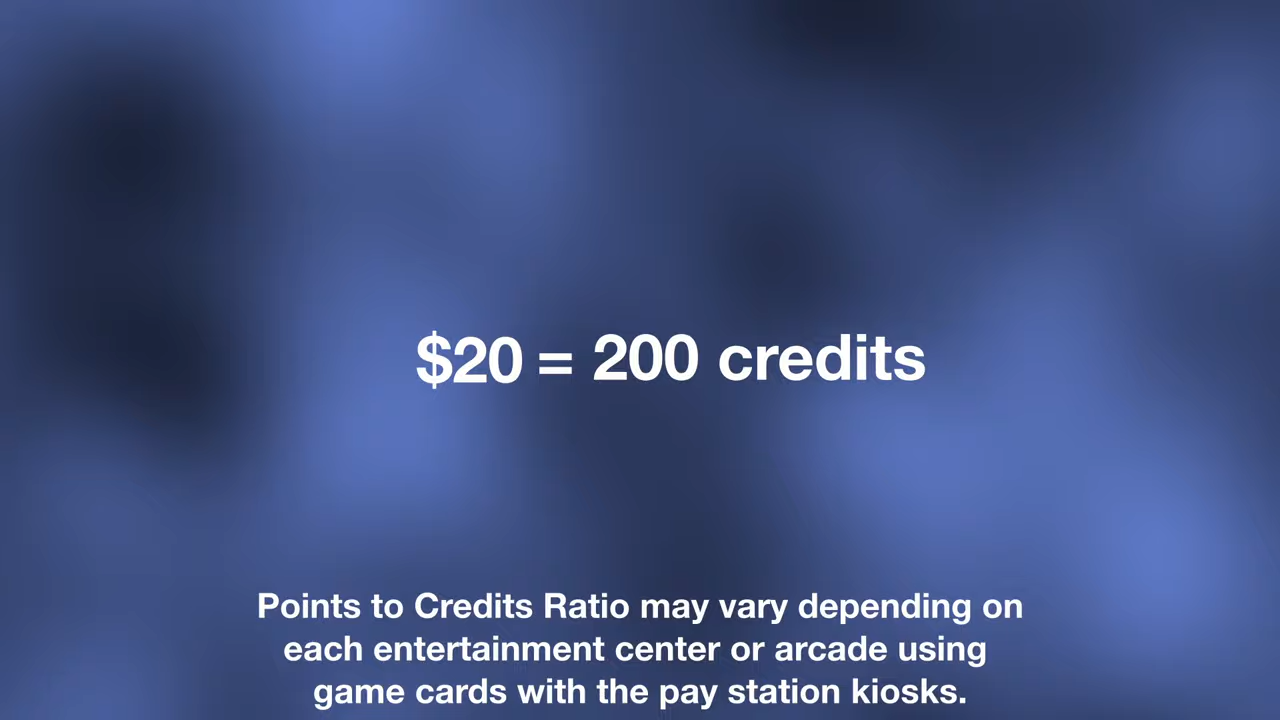 $20 = 200 credits
Points to Credits Ratio may vary depending on
each entertainment center or arcade using
game cards with the pay station kiosks.